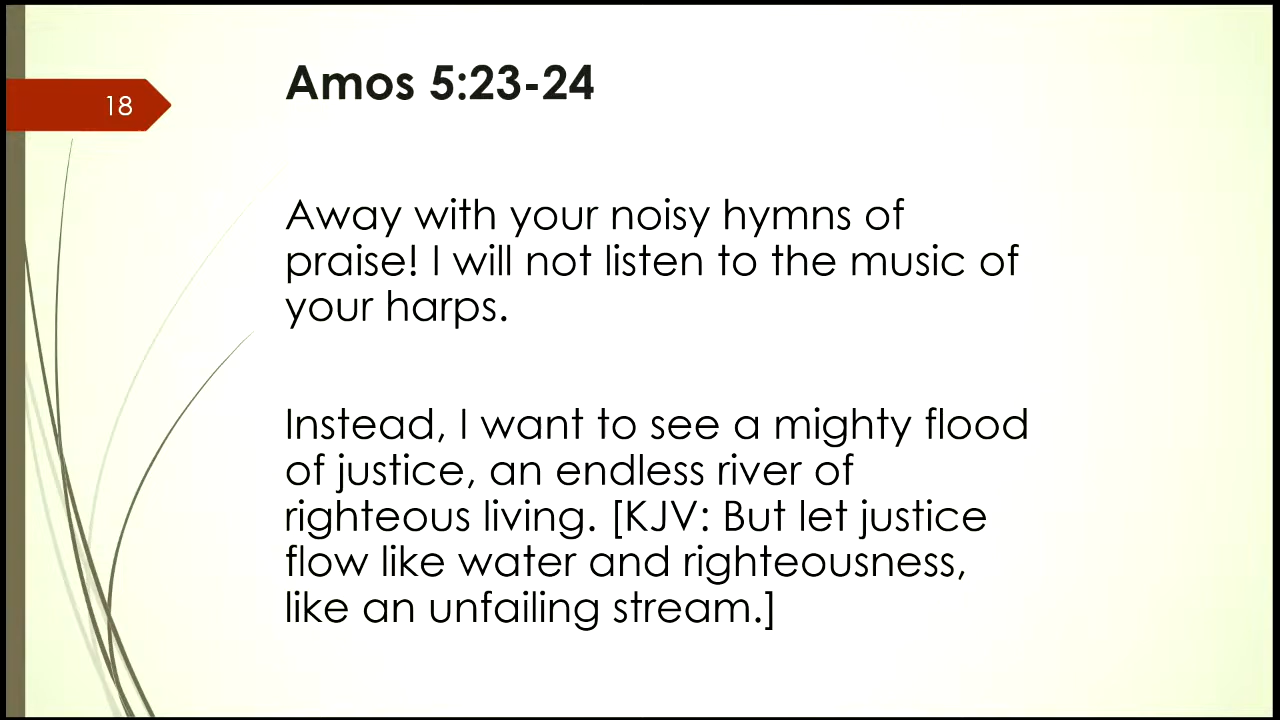 Amos 5:23-24
18
Away with your noisy hymns of
praise! I will not listen to the music of
your harps.
Instead, I want to see a mighty flood
of justice, an endless river of
righteous living. [KJV: But let justice
flow like water and righteousness,
like an unfailing stream.]